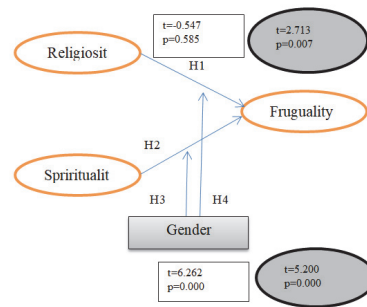 t=-0.547
p=0.585
t=2.713
p=0.007
Religiosit
H1
Fruguality
H2
Spriritualit
H3
H4
Gender
t=6.262
p=0.000
t=5.200
p=0.000